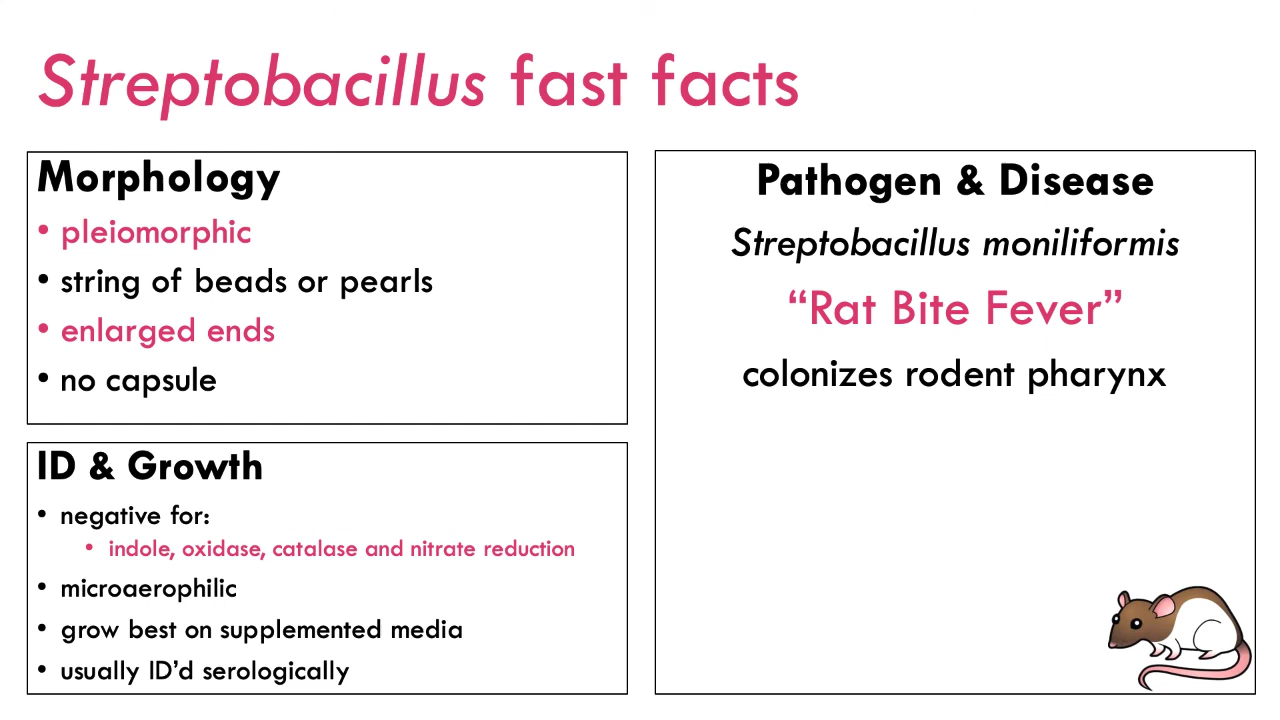 Streptobacillus fast facts
Morphology
• pleiomorphic
• string of beads or pearls
• enlarged ends
• no capsule
ID & Growth
• negative for:
• indole, oxidase, catalase and nitrate reduction
• microaerophilic
• grow best on supplemented media
• usually ID’d serologically
Pathogen & Disease
Streptobacillus moniliformis
“Rat Bite Fever”
colonizes rodent pharynx